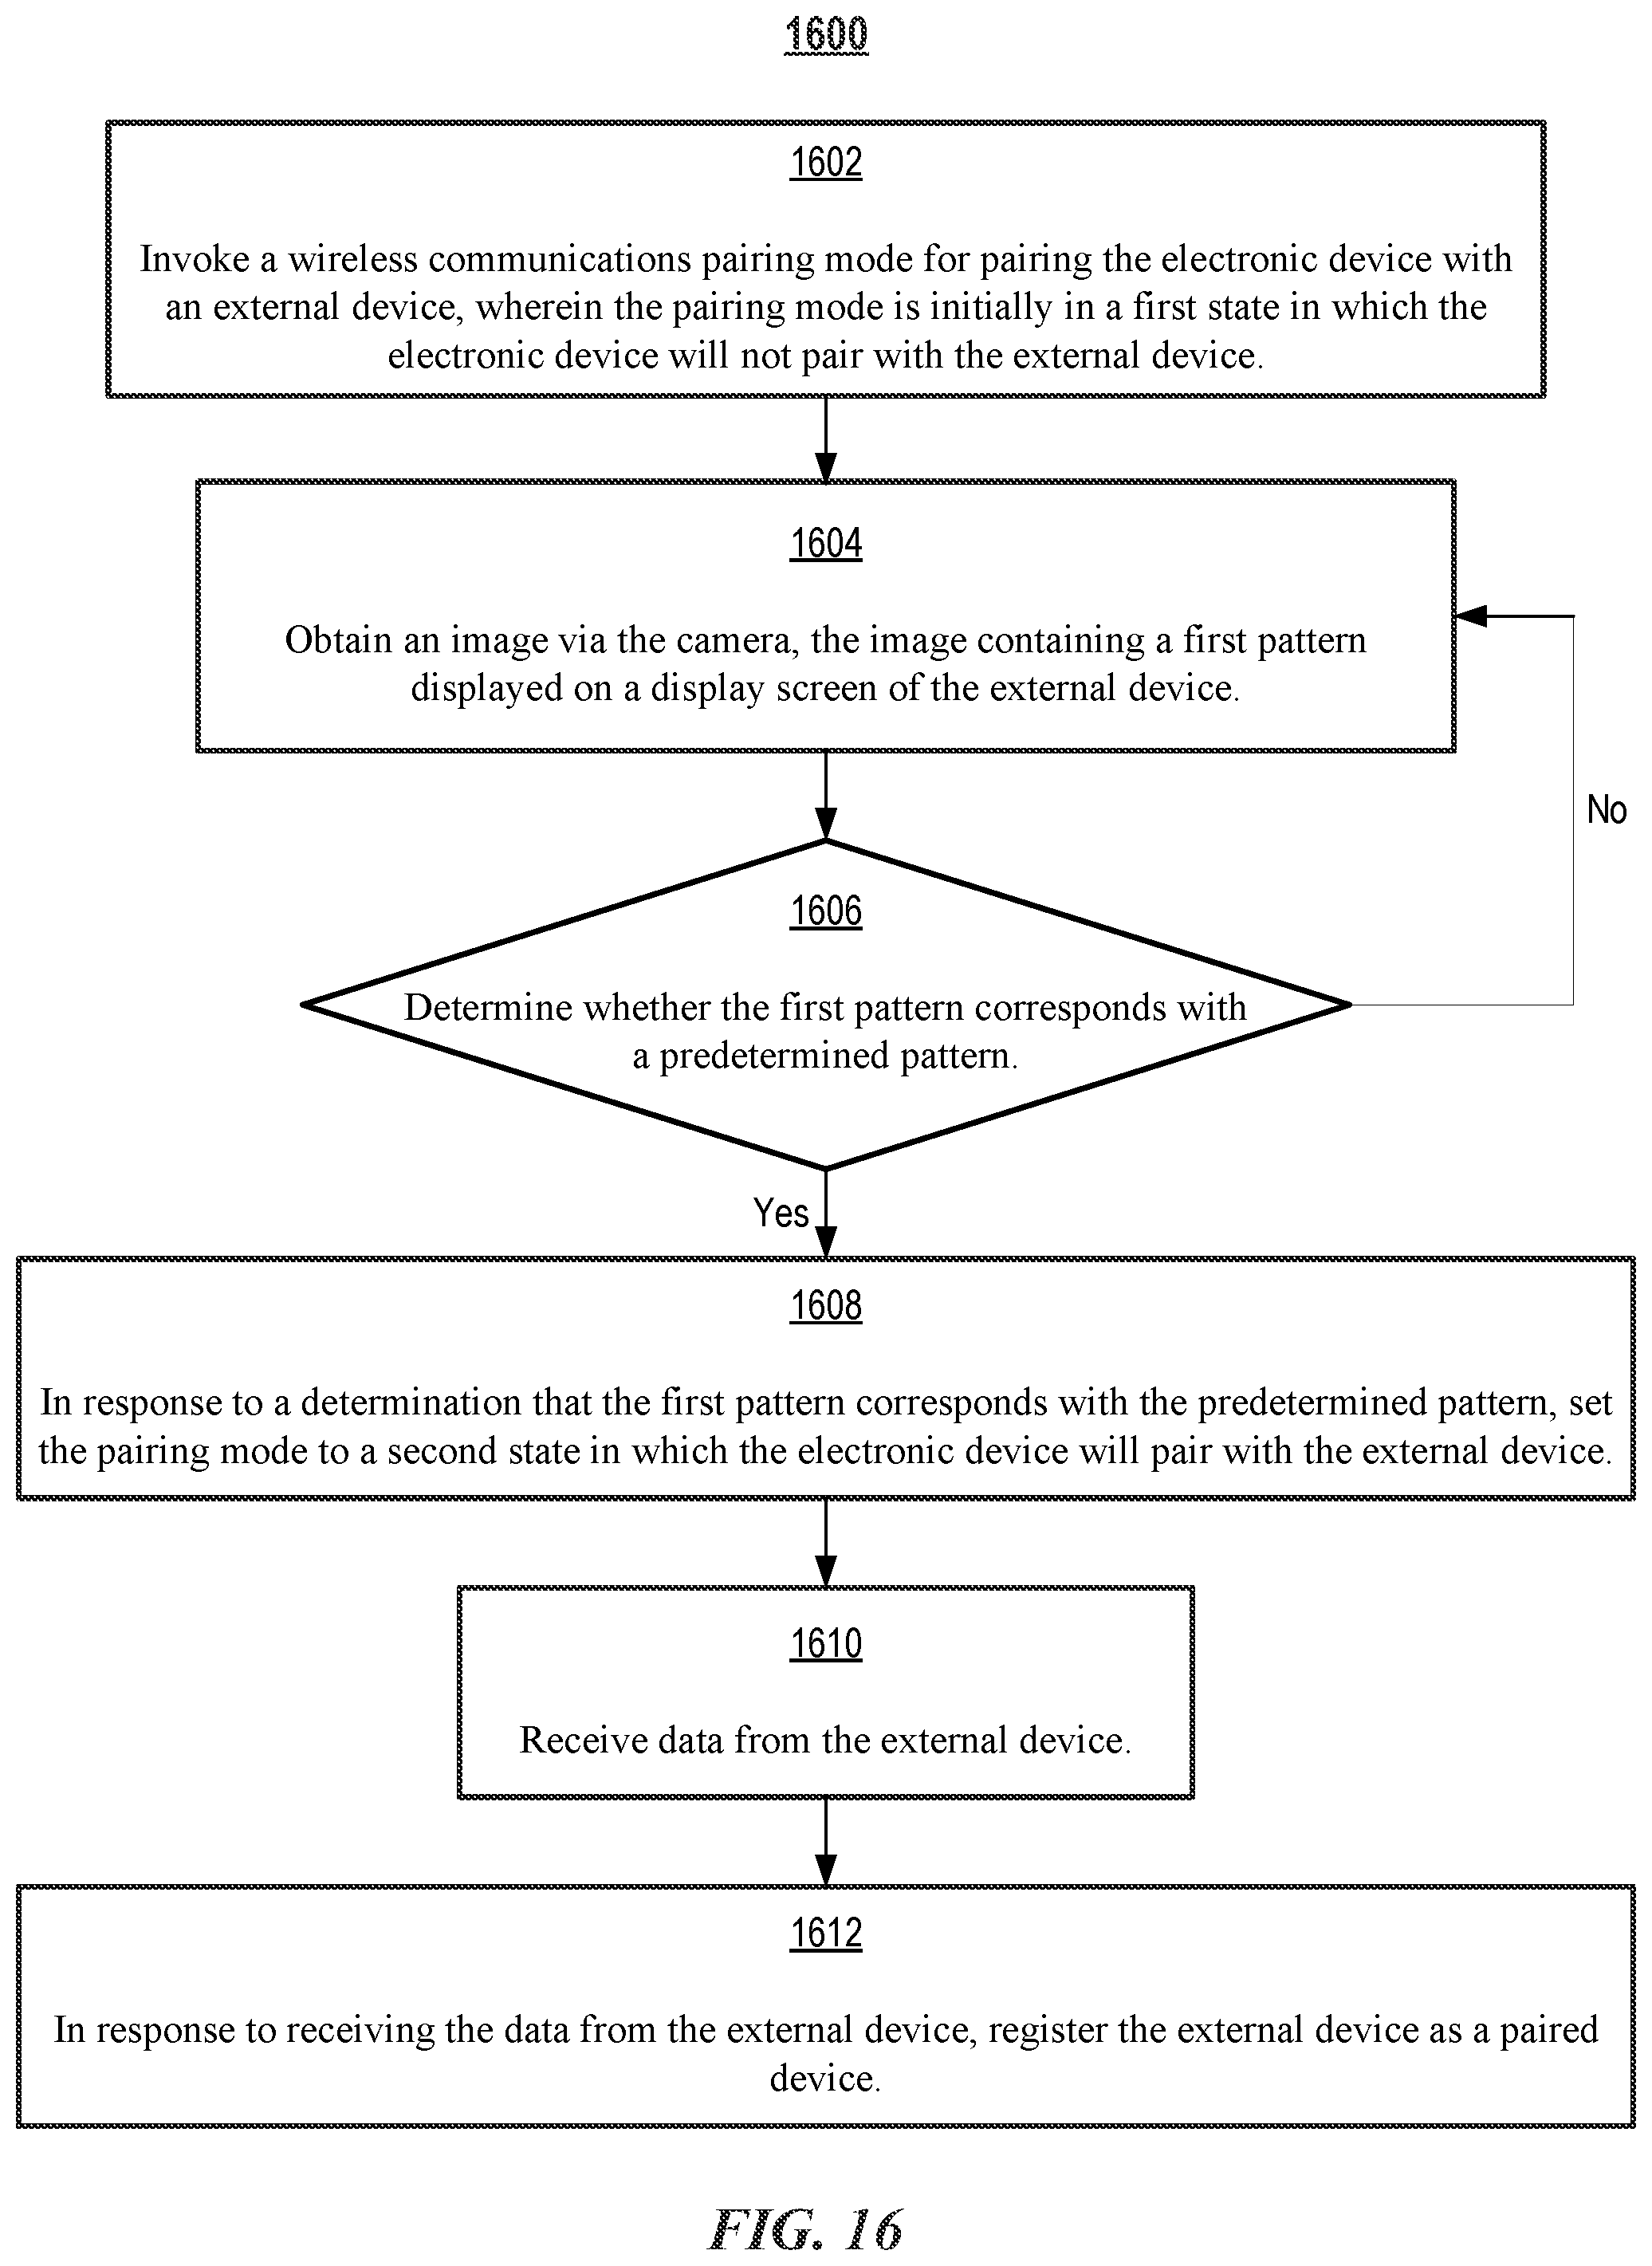 1600
1602
Invoke a wireless communications pairing mode for pairing the electronic device with
an external device, wherein the pairing mode is initially in a first state in which the
electronic device will not pair with the external device.
1604
Obtain an image via the camera, the image containing a first pattern
displayed on a display screen of the external device.
No
1606
Determine whether the first pattern corresponds with
a predetermined pattern.
Yes
1608
In response to a determination that the first pattern corresponds with the predetermined pattern, set
the pairing mode to a second state in which the electronic device will pair with the external device.
1610
Receive data from the external device.
1612
In response to receiving the data from the external device, register the external device as a paired
device.
FIG. 16